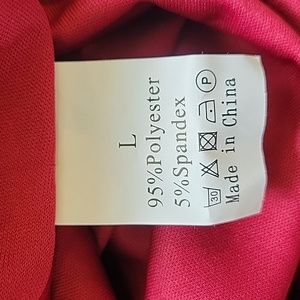 L
95%Polyester
5%Spandex
30 P
Made in China